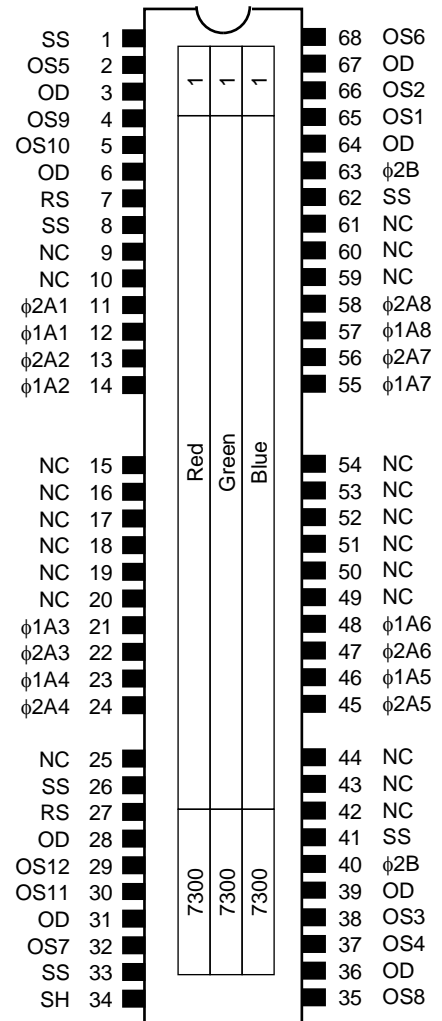 SS 1 68 OS6
OS5 2 67 OD
OD 3 66 OS2
OS9 4 65 OS1
OS10 5 64 OD
OD 6 63 ϕ2B
RS 7 62 SS
SS 8 61 NC
NC 9 60 NC
NC 10 59 NC
ϕ2A1 11 58 ϕ2A8
ϕ1A1 12 57 ϕ1A8
ϕ2A2 13 56 ϕ2A7
ϕ1A2 14 55 ϕ1A7
1 1 1
Red Green Blue
NC 15 54 NC
NC 16 53 NC
NC 17 52 NC
NC 18 51 NC
NC 19 50 NC
NC 20 49 NC
ϕ1A3 21 48 ϕ1A6
ϕ2A3 22 47 ϕ2A6
ϕ1A4 23 46 ϕ1A5
ϕ2A4 24 45 ϕ2A5
NC 25 44 NC
SS 26 43 NC
RS 27 42 NC
OD 28 41 SS
OS12 29 40 ϕ2B
OS11 30 39 OD
OD 31 38 OS3
OS7 32 37 OS4
SS 33 36 OD
SH 34 35 OS8
7300 7300 7300